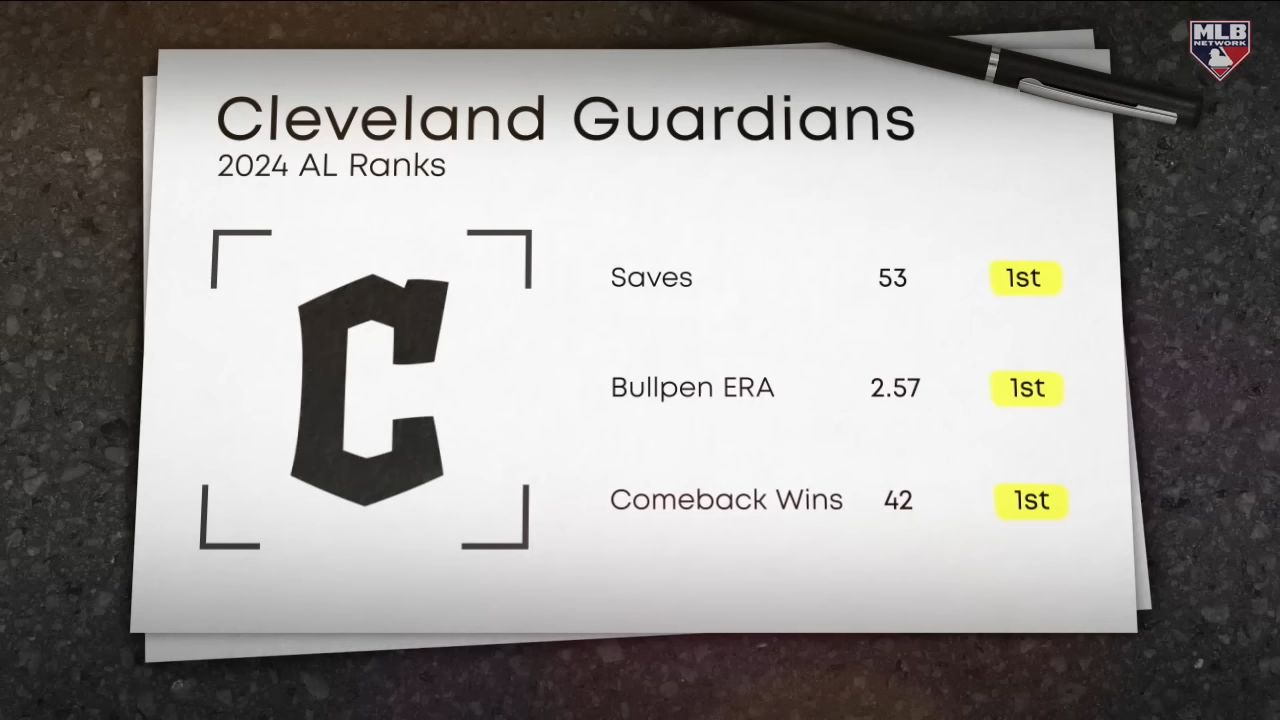 MLB
NETWORK
Cleveland Guardians
2024 AL Ranks
C
Saves 53 1st
Bullpen ERA 2.57 1st
Comeback Wins 42 1st